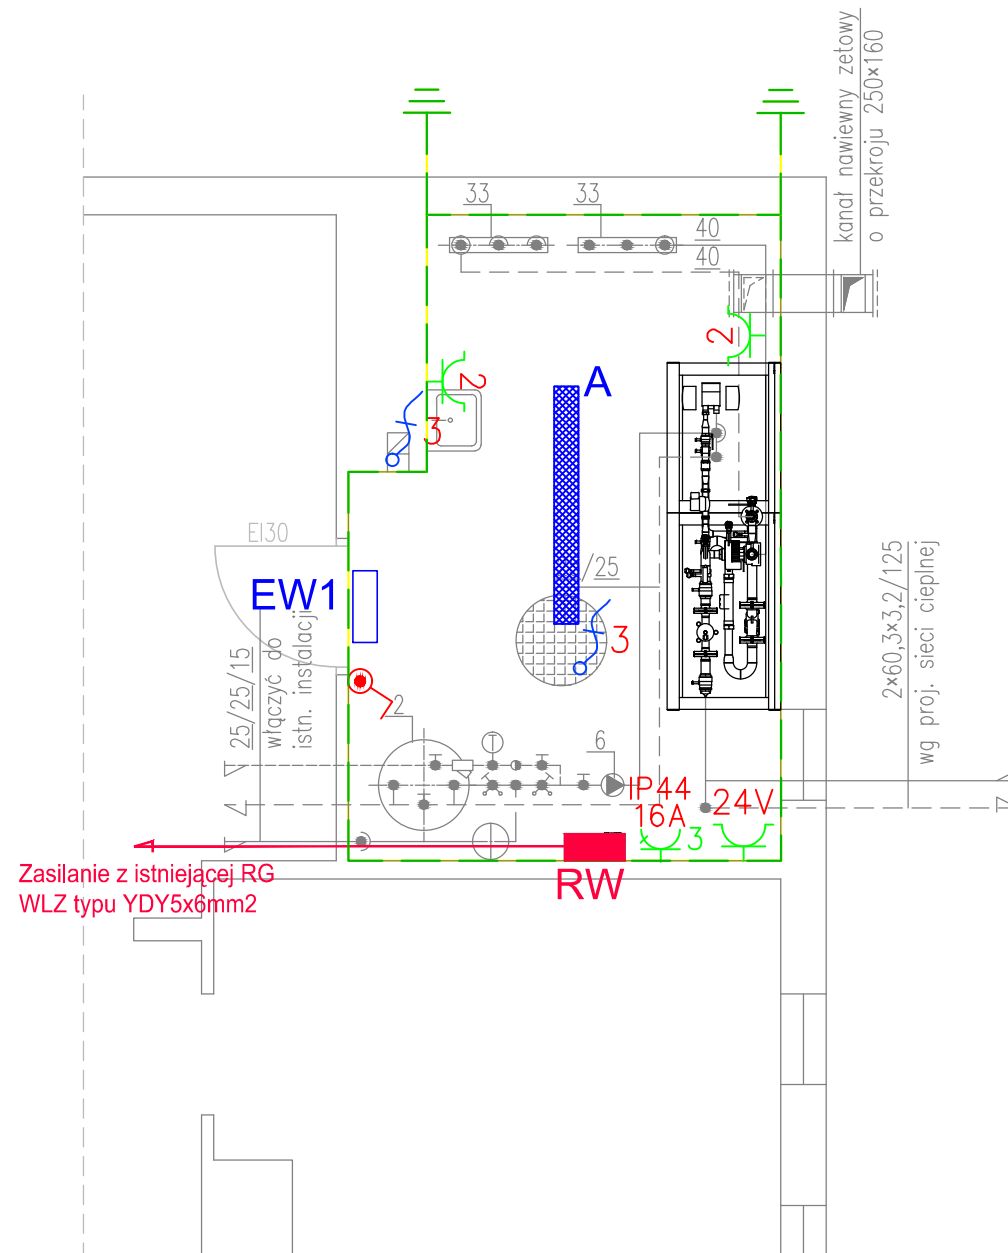 kanał nawiewny zetowy
o przekroju 250×160
33
33
40
40
2
2
A
3
EI30
EW1
/25
3
25/25/15
włączyć do
istn. instalacji
2×60,3×3,2/125
wg proj. sieci cieplnej
2
T
6
IP44
16A
24V
3
Zasilanie z istniejącej RG
WLZ typu YDY5x6mm2
RW